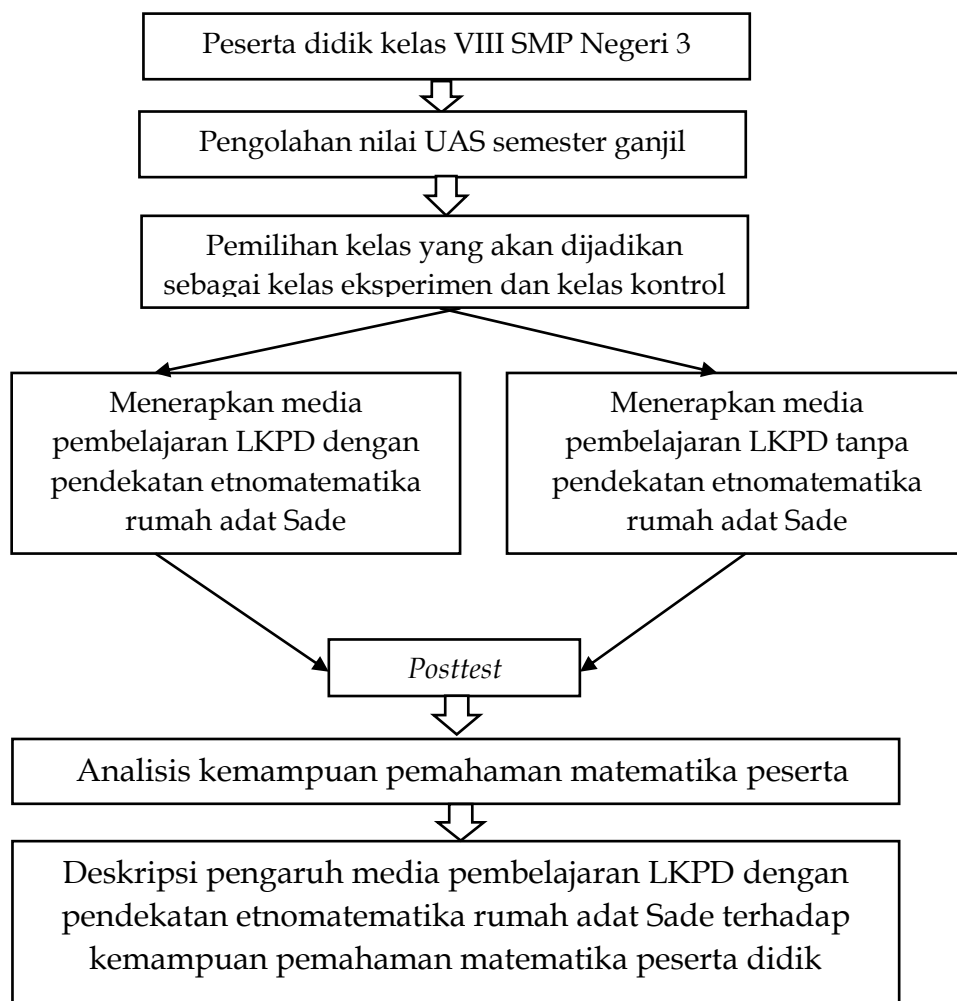 Peserta didik kelas VIII SMP Negeri 3
Pengolahan nilai UAS semester ganjil
Pemilihan kelas yang akan dijadikan
sebagai kelas eksperimen dan kelas kontrol
Menerapkan media
pembelajaran LKPD dengan
pendekatan etnomatematika
rumah adat Sade
Menerapkan media
pembelajaran LKPD tanpa
pendekatan etnomatematika
rumah adat Sade
Posttest
Analisis kemampuan pemahaman matematika peserta
Deskripsi pengaruh media pembelajaran LKPD dengan
pendekatan etnomatematika rumah adat Sade terhadap
kemampuan pemahaman matematika peserta didik